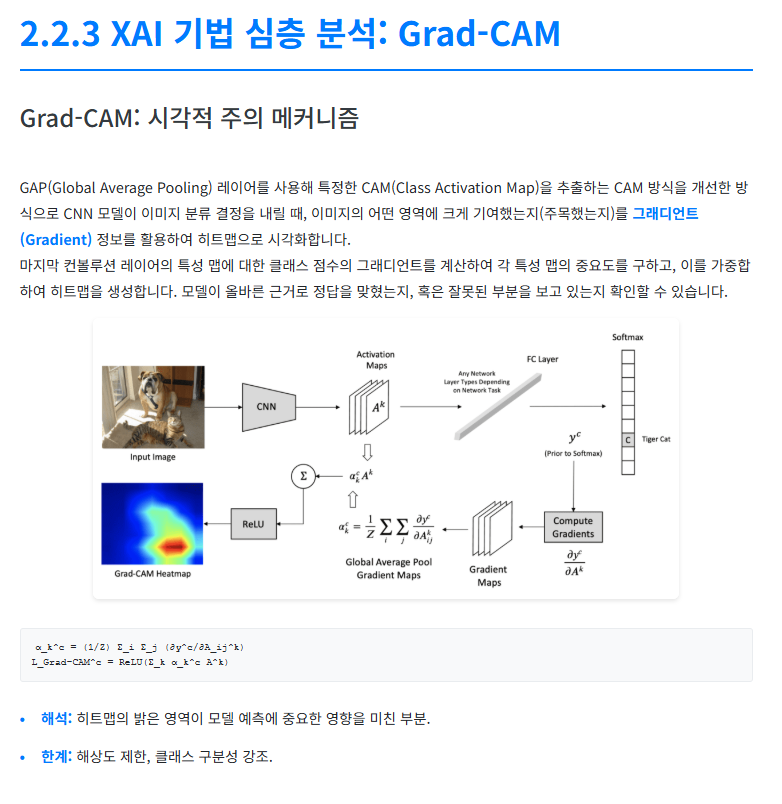 2.2.3 XAI 기법 심층 분석: Grad-CAM
Grad-CAM: 시각적 주의 메커니즘
GAP(Global Average Pooling) 레이어를 사용해 특정한 CAM(Class Activation Map)을 추출하는 CAM 방식을 개선한 방
식으로 CNN 모델이 이미지 분류 결정을 내릴 때, 이미지의 어떤 영역에 크게 기여했는지(주목했는지)를 그래디언트
(Gradient) 정보를 활용하여 히트맵으로 시각화합니다.
마지막 컨볼루션 레이어의 특성 맵에 대한 클래스 점수의 그래디언트를 계산하여 각 특성 맵의 중요도를 구하고, 이를 가중합
하여 히트맵을 생성합니다. 모델이 올바른 근거로 정답을 맞혔는지, 혹은 잘못된 부분을 보고 있는지 확인할 수 있습니다.
Softmax
Activation
Maps
FC Layer
Any Network
Layer Types Depending
on Network Task
CNN
A^k
C
Tiger Cat
Input Image
y^c
(Prior to Softmax)
Σ
α_k^c A^k
ReLU
α_k^c = 1/Z Σ_i Σ_j ∂y^c/∂A_ij^k
Compute
Gradients
∂y^c/∂A^k
Global Average Pool
Gradient Maps
Gradient
Maps
Grad-CAM Heatmap
α_k^c = (1/Z) Σ_i Σ_j (∂y^c/∂A_ij^k)
L_Grad-CAM^c = ReLU(Σ_k α_k^c A^k)
• 해석: 히트맵의 밝은 영역이 모델 예측에 중요한 영향을 미친 부분.
• 한계: 해상도 제한, 클래스 구분성 강조.